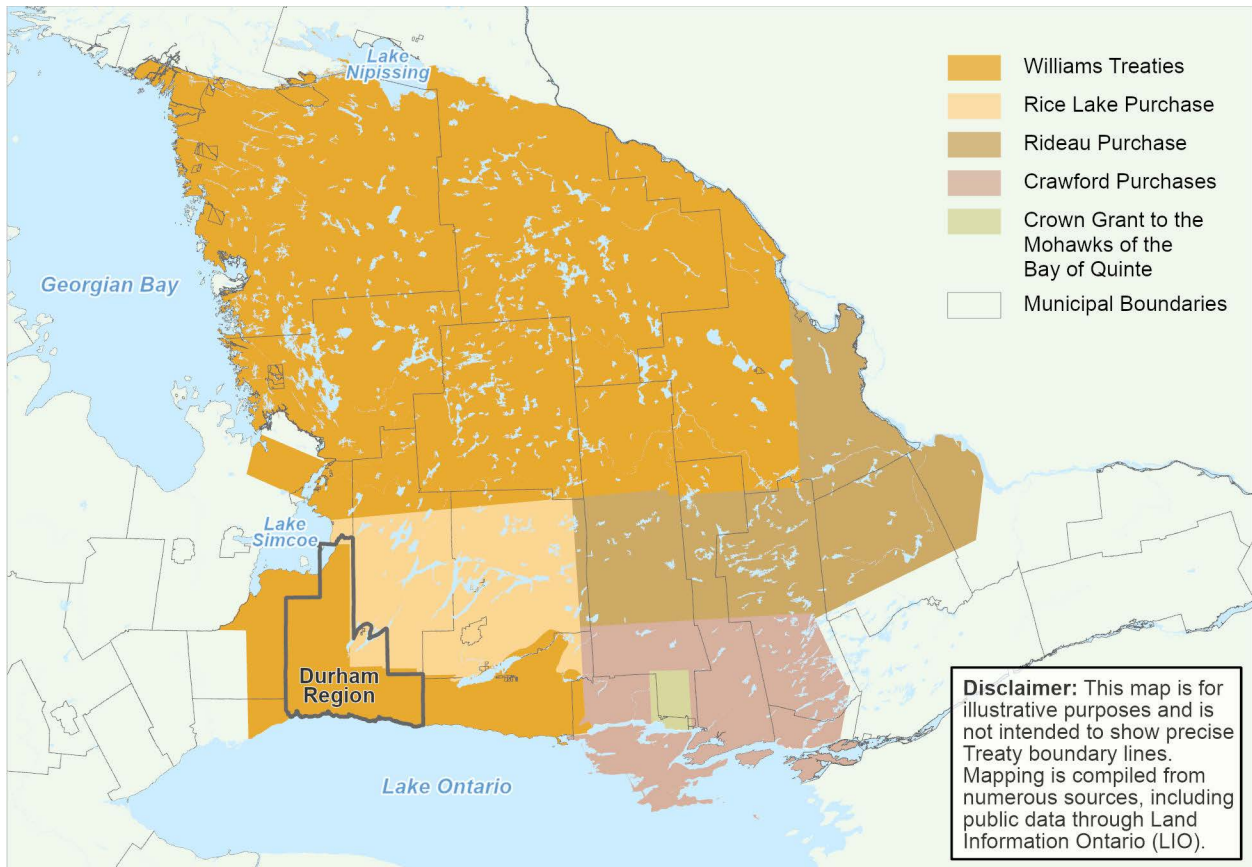 Lake
Nipissing
Georgian Bay
Lake
Simcoe
Durham
Region
Lake Ontario
Williams Treaties
Rice Lake Purchase
Rideau Purchase
Crawford Purchases
Crown Grant to the
Mohawks of the
Bay of Quinte
Municipal Boundaries
Disclaimer: This map is for
illustrative purposes and is
not intended to show precise
Treaty boundary lines.
Mapping is compiled from
numerous sources, including
public data through Land
Information Ontario (LIO).